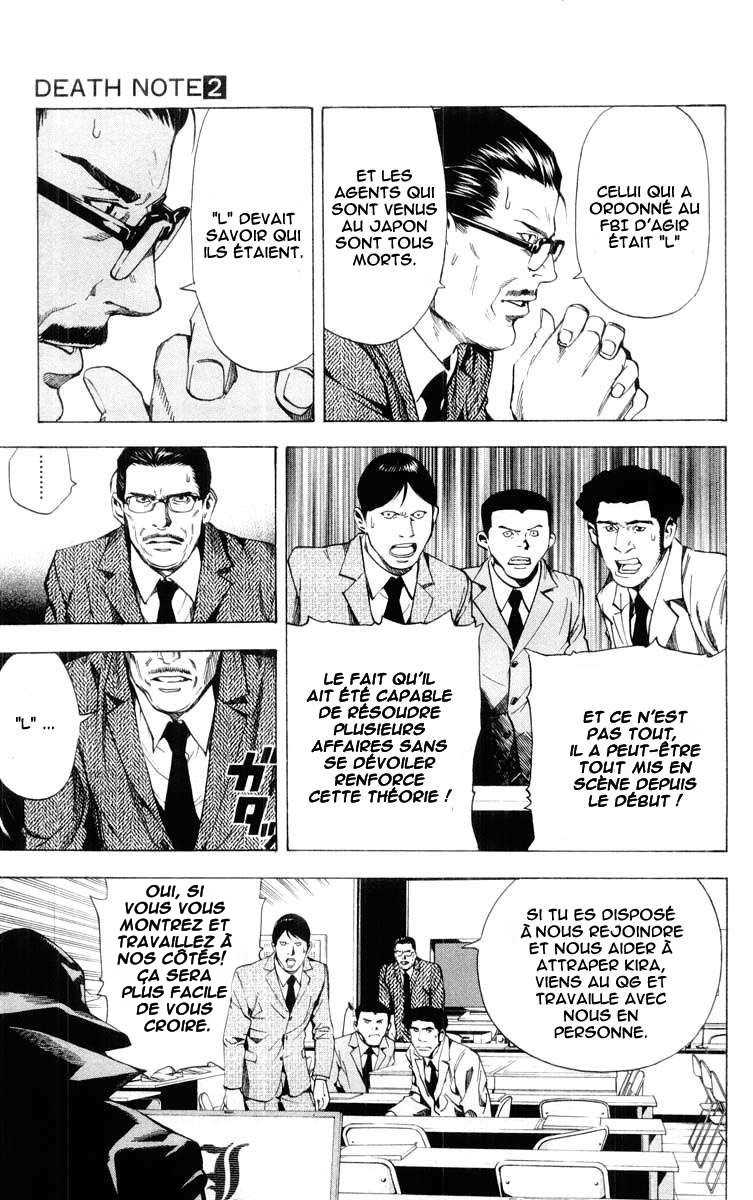 DEATH NOTE 2
CELUI QUI A
ORDONNÉ AU
FBI D'AGIR
ÉTAIT "L"
ET LES
AGENTS QUI
SONT VENUS
AU JAPON
SONT TOUS
MORTS.
"L" DEVAIT
SAVOIR QUI
ILS ÉTAIENT.
ET CE N'EST
PAS TOUT,
IL A PEUT-ÊTRE
TOUT MIS EN
SCÈNE DEPUIS
LE DÉBUT !
LE FAIT QU'IL
AIT ÉTÉ CAPABLE
DE RÉSOUDRE
PLUSIEURS
AFFAIRES SANS
SE DÉVOILER
RENFORCE
CETTE THÉORIE !
.........
"L" ...
ガタッ
SI TU ES DISPOSÉ
À NOUS REJOINDRE
ET NOUS AIDER À
ATTRAPER KIRA,
VIENS AU QG ET
TRAVAILLE AVEC
NOUS EN
PERSONNE.
OUI, SI
VOUS VOUS
MONTREZ ET
TRAVAILLEZ À
NOS CÔTÉS!
ÇA SERA
PLUS FACILE
DE VOUS
CROIRE.
L